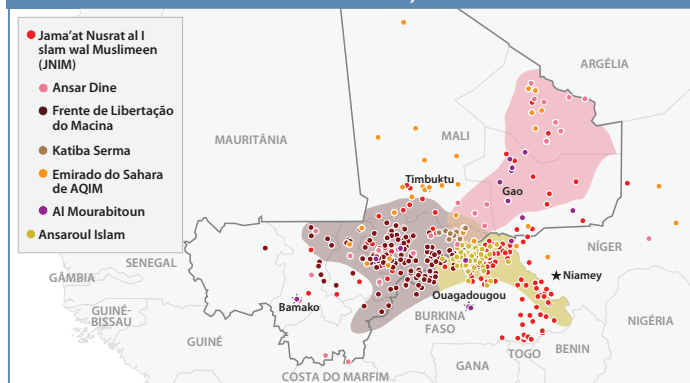 Jama'at Nusrat al I
slam wal Muslimeen
(JNIM)
Ansar Dine
Frente de Libertação
do Macina
Katiba Serma
Emirado do Sahara
de AQIM
Al Mourabitoun
Ansaroul Islam
ARGÉLIA
MAURITÂNIA
MALI
Timbuktu
Gao
NÍGER
SENEGAL
GÂMBIA
Niamey
Ouagadougou
Bamako
GUINÉ-
BISSAU
BURKINA
FASO
NIGÉRIA
GUINÉ
BENIN
TOGO
GANA
COSTA DO MARFIM